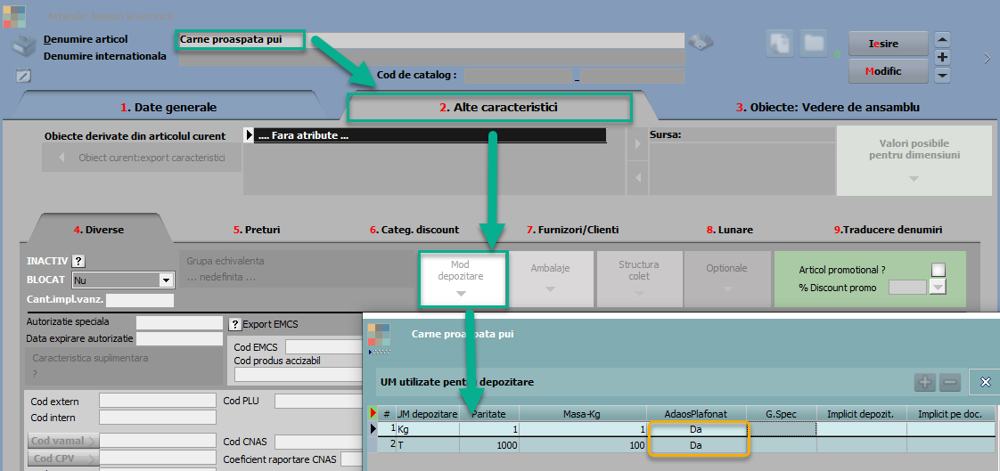 Articole: bunuri si servicii
Denumire articol
Carne proaspata pui
Denumire internationala
Cod de catalog :
_
Iesire
Modific
1. Date generale
2. Alte caracteristici
3. Obiecte: Vedere de ansamblu
Obiecte derivate din articolul curent
.... Fara atribute ...
Sursa:
Obiect curent:export caracteristici
Valori posibile
pentru dimensiuni
4. Diverse
5. Preturi
6. Categ. discount
7. Furnizori/Clienti
8. Lunare
9.Traducere denumiri
INACTIV ?
BLOCAT Nu
Cant.impl.vanz.
Grupa echivalenta
... nedefinita ...
Mod
depozitare
Ambalaje
Structura
colet
Optionale
Articol promotional ?
% Discount promo
Autorizatie speciala
Data expirare autorizatie
Caracteristica suplimentara
?
? Export EMCS
Cod EMCS
Cod produs accizabil
Cod extern
Cod intern
Cod PLU
Cod vamal
Cod CPV
Cod CNAS
Coeficient raportare CNAS
Carne proaspata pui
UM utilizate pentru depozitare
# UM depozitare Paritate Masa-Kg AdaosPlafonat G.Spec Implicit depozit. Implicit pe doc.
1 Kg 1 1 Da
2 T 1000 100 Da